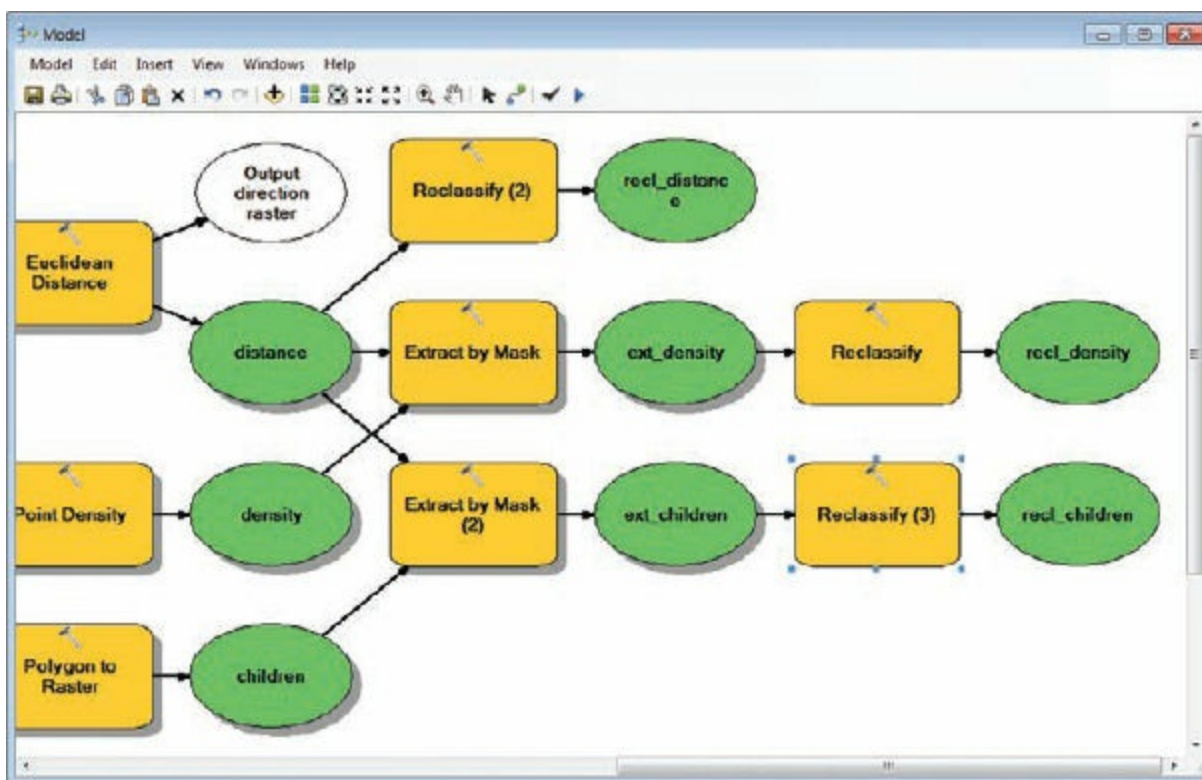 Model
Model Edit Insert View Windows Help
Output
direction
raster
Reclassify (2)
recl_distanc
e
Euclidean
Distance
distance
Extract by Mask
ext_density
Reclassify
recl_density
Point Density
density
Extract by Mask
(2)
ext_children
Reclassify (3)
recl_children
Polygon to
Raster
children